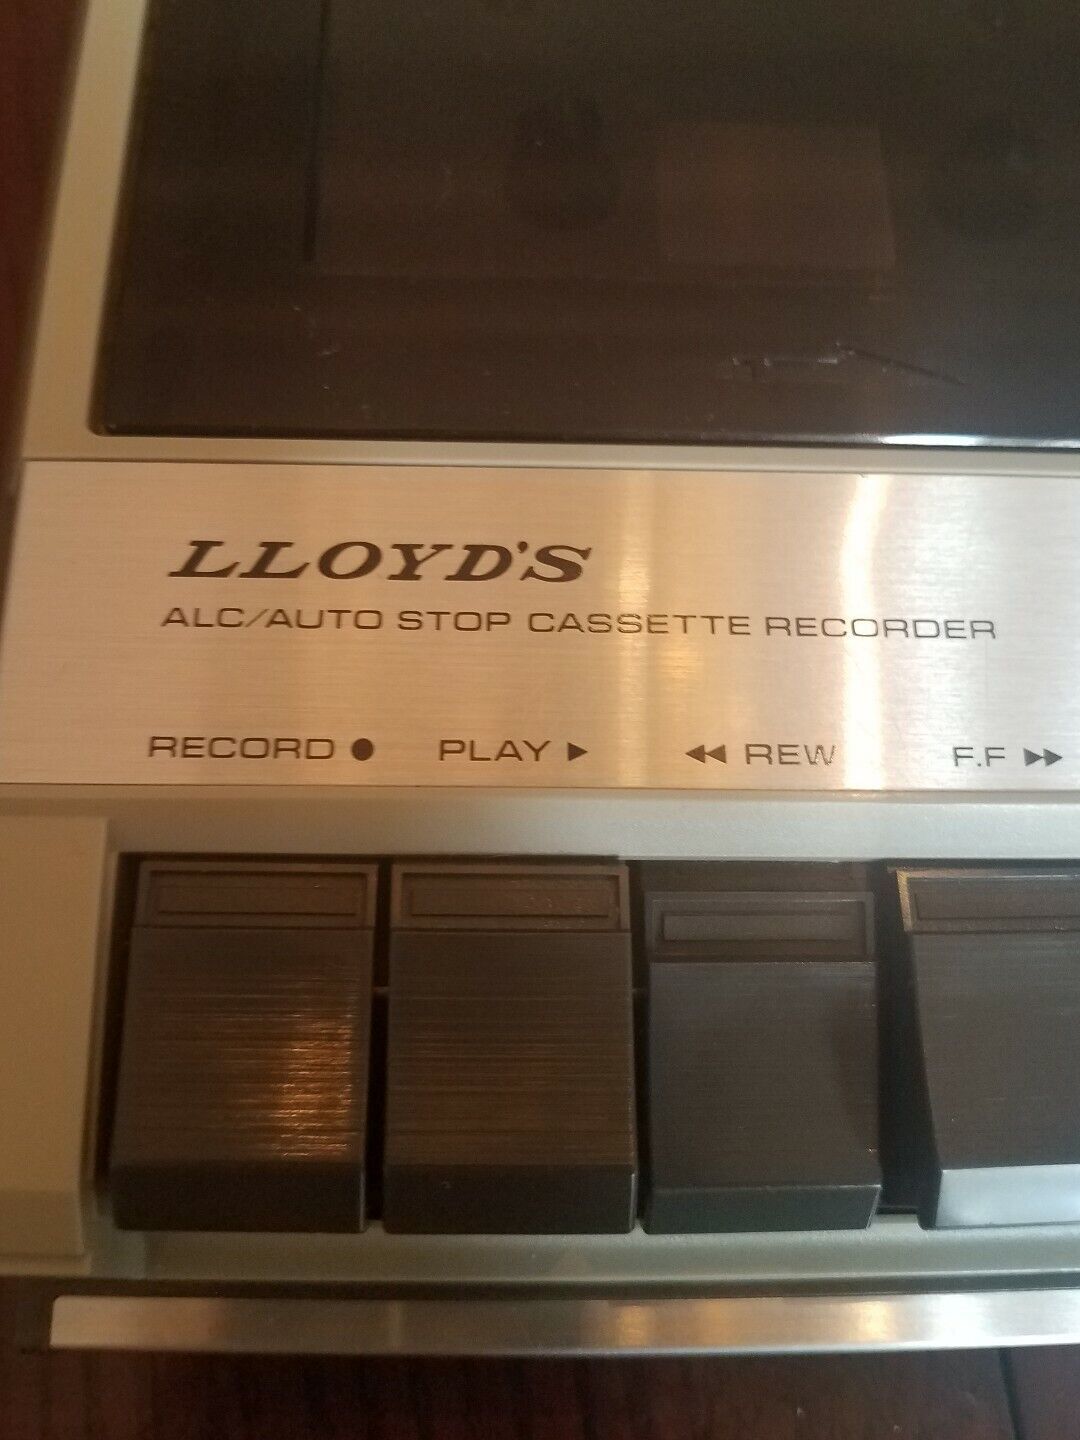 LLOYD'S
ALC/AUTO STOP CASSETTE RECORDER
RECORD ● PLAY ▶ ◀◀ REW F.F ▶▶